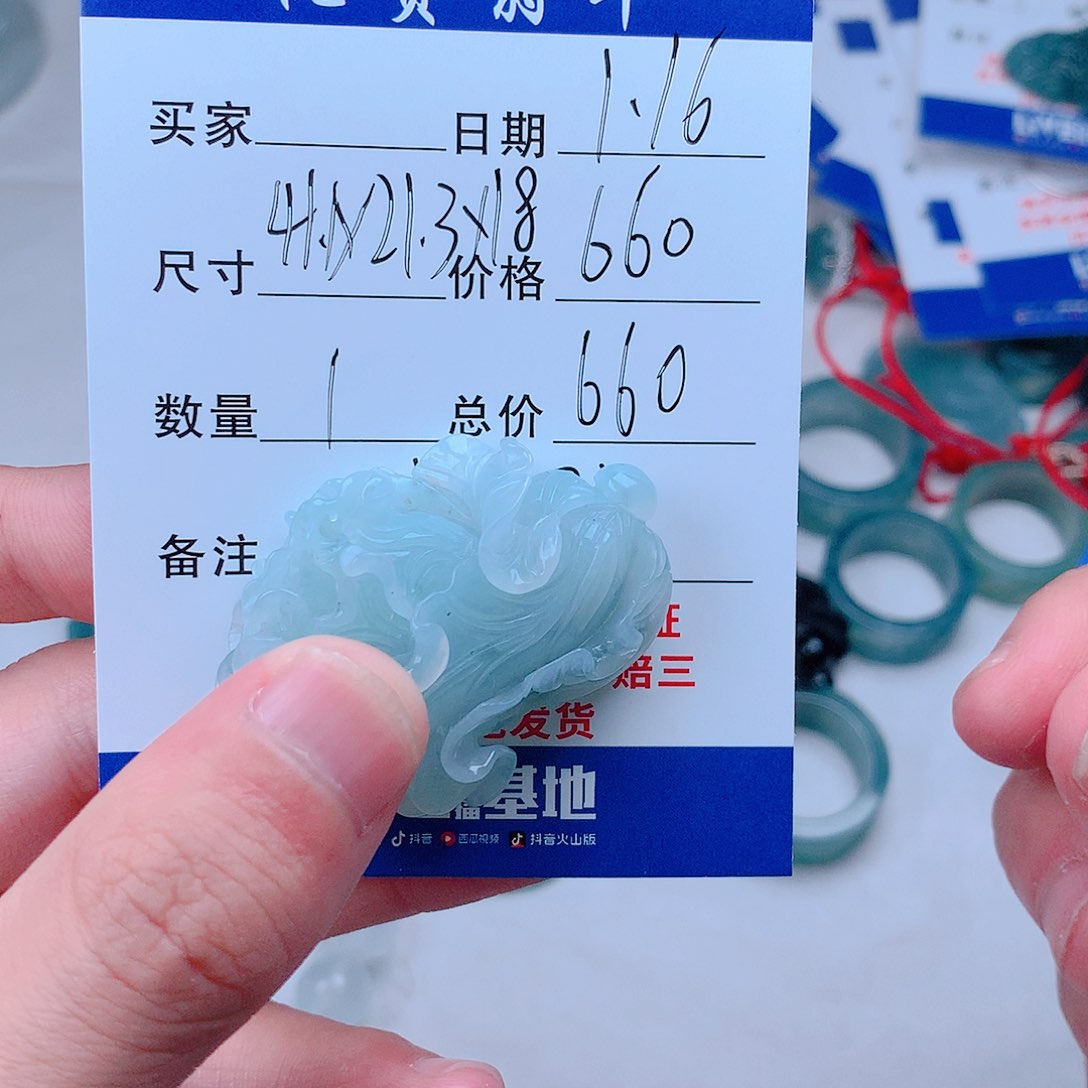 买家 日期 1.16
尺寸 41.1x21.3x18 价格 660
数量 1 总价 660
备注
赔三
发货
播基地
抖音 西瓜视频 抖音火山版